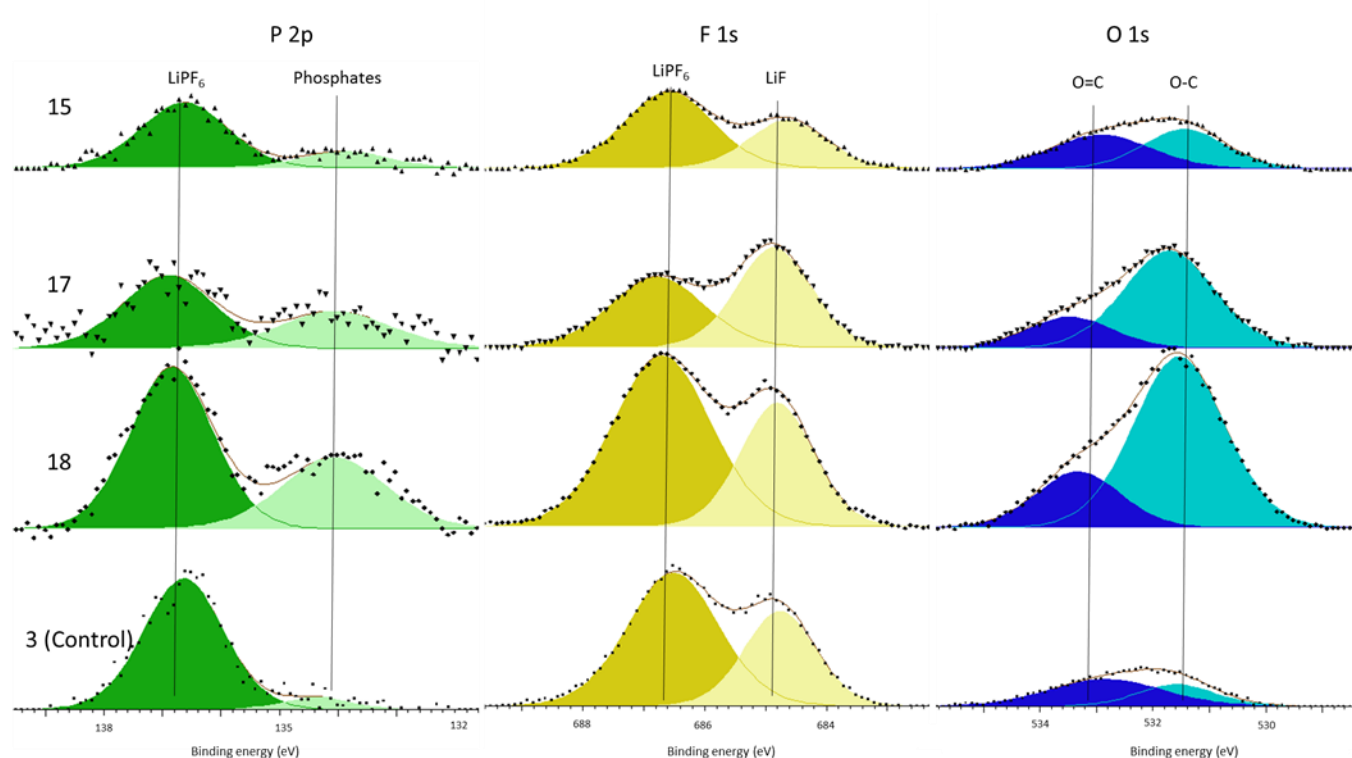 P 2p
F 1s
O 1s
LiPF6
Phosphates
LiPF6
LiF
O=C
O-C
15
17
18
3 (Control)
138
135
132
688
686
684
534
532
530
Binding energy (eV)
Binding energy (eV)
Binding energy (eV)